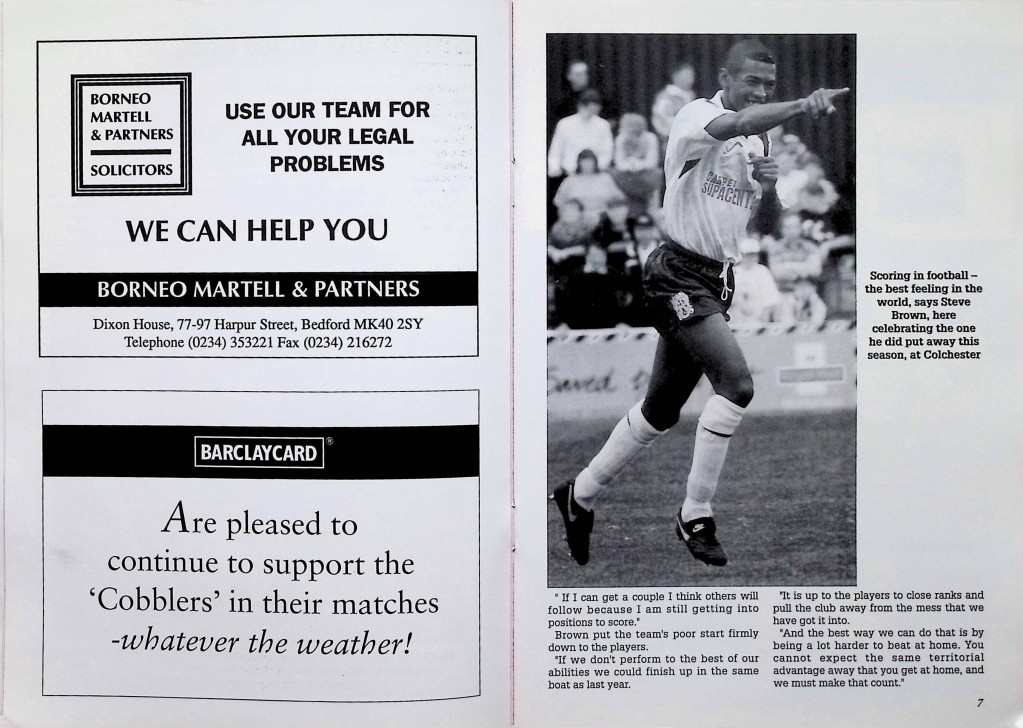 BORNEO
MARTELL
& PARTNERS
SOLICITORS
USE OUR TEAM FOR
ALL YOUR LEGAL
PROBLEMS
WE CAN HELP YOU
BORNEO MARTELL & PARTNERS
Dixon House, 77-97 Harpur Street, Bedford MK40 2SY
Telephone (0234) 353221 Fax (0234) 216272
BARCLAYCARD®
Are pleased to
continue to support the
'Cobblers' in their matches
-whatever the weather!
CARPET
SUPACENT
Scoring in football –
the best feeling in the
world, says Steve
Brown, here
celebrating the one
he did put away this
season, at Colchester
" If I can get a couple I think others will
follow because I am still getting into
positions to score."
Brown put the team's poor start firmly
down to the players.
"If we don't perform to the best of our
abilities we could finish up in the same
boat as last year.
"It is up to the players to close ranks and
pull the club away from the mess that we
have got it into.
"And the best way we can do that is by
being a lot harder to beat at home. You
cannot expect the same territorial
advantage away that you get at home, and
we must make that count."
7